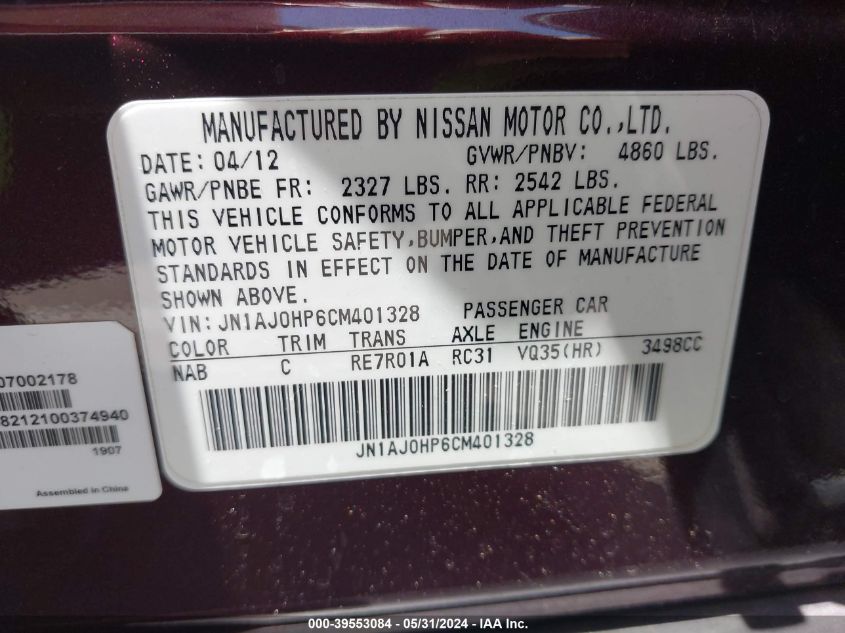 MANUFACTURED BY NISSAN MOTOR CO.,LTD.
DATE: 04/12 GVWR/PNBV: 4860 LBS.
GAWR/PNBE FR: 2327 LBS. RR: 2542 LBS.
THIS VEHICLE CONFORMS TO ALL APPLICABLE FEDERAL
MOTOR VEHICLE SAFETY,BUMPER,AND THEFT PREVENTION
STANDARDS IN EFFECT ON THE DATE OF MANUFACTURE
SHOWN ABOVE.
VIN: JN1AJ0HP6CM401328 PASSENGER CAR
COLOR TRIM TRANS AXLE ENGINE
NAB C RE7R01A RC31 VQ35(HR) 3498CC
JN1AJ0HP6CM401328
07002178
8212100374940
1907
Assembled in China
000-39553084 - 05/31/2024 - IAA Inc.